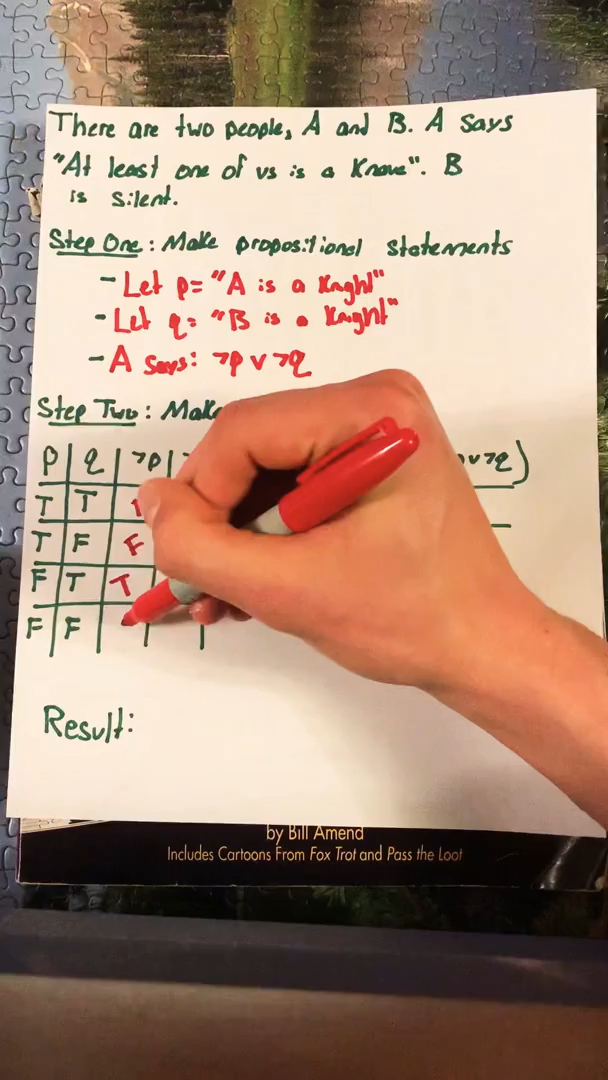 There are two people, A and B. A says
"At least one of us is a Knave". B
is silent.
Step One: Make propositional statements
- Let p= "A is a Knight"
- Let q= "B is a Knight"
- A says: ¬p ∨ ¬q
Step Two: Make
p q ¬p ∨¬q)
T T
T F F
F T T
F F
Result:
by Bill Amend
Includes Cartoons From Fox Trot and Pass the Loot